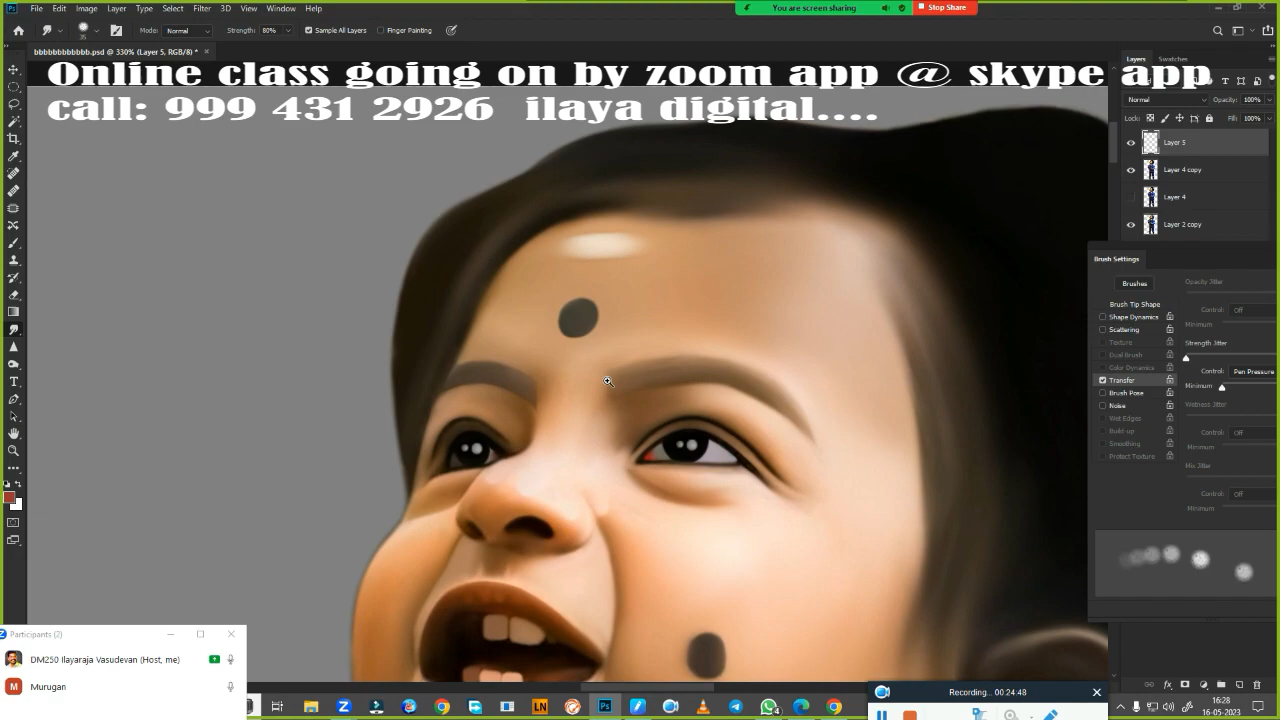 Ps File Edit Image Layer Type Select Filter 3D View Window Help
You are screen sharing
Stop Share
35 Mode: Normal Strength: 80% Sample All Layers Finger Painting
bbbbbbbbbbbb.psd @ 330% (Layer 5, RGB/8) * ×
Layers Swatches
Online class going on by zoom app @ skype app
call: 999 431 2926 ilaya digital....
Normal Opacity: 100%
Lock: Fill: 100%
Layer 5
Layer 4 copy
Layer 4
Layer 2 copy
Brush Settings
Brushes
Brush Tip Shape
Shape Dynamics
Scattering
Texture
Dual Brush
Color Dynamics
Transfer
Brush Pose
Noise
Wet Edges
Build-up
Smoothing
Protect Texture
Opacity Jitter
Control: Off
Minimum
Strength Jitter
Control: Pen Pressure
Minimum
Wetness Jitter
Control: Off
Minimum
Mix Jitter
Control: Off
Minimum
Participants (2)
DM250 Ilayaraja Vasudevan (Host, me)
M Murugan
LN
Ps
4
Recording... 00:24:48
16:28
16-05-2023